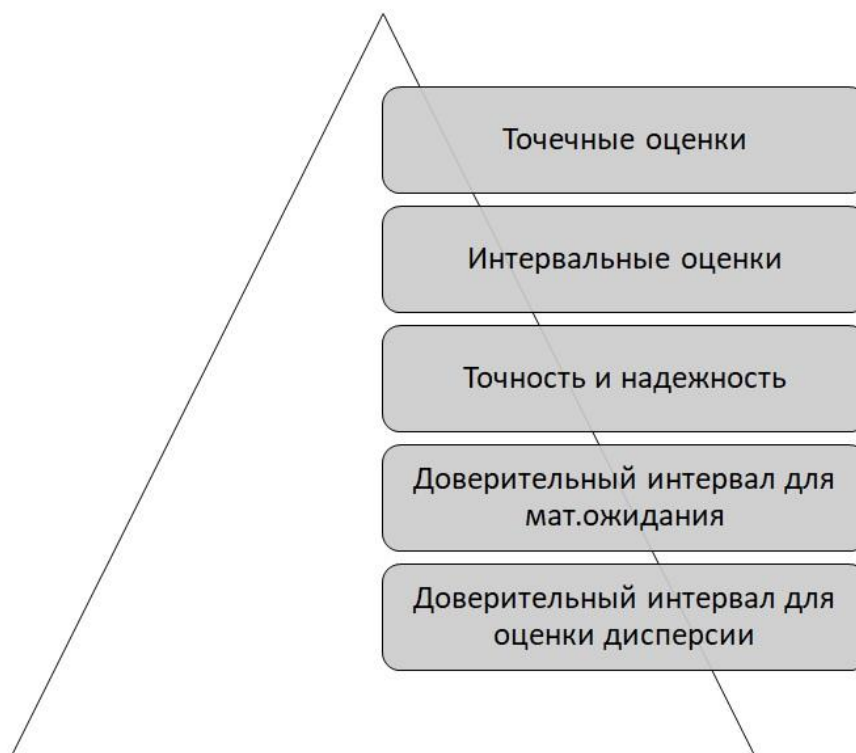 Точечные оценки
Интервальные оценки
Точность и надежность
Доверительный интервал для
мат.ожидания
Доверительный интервал для
оценки дисперсии